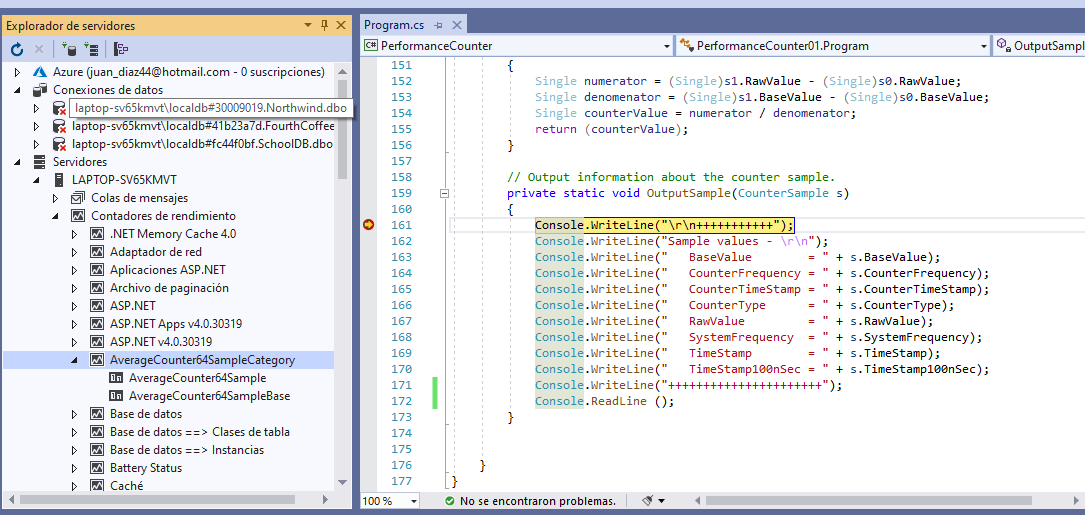 Explorador de servidores
Azure (juan_diaz44@hotmail.com - 0 suscripciones)
Conexiones de datos
laptop-sv65kmvt\localdb#30009019.Northwind.dbo
laptop-sv65kmvt\localdb#41b23a7d.FourthCoffee
laptop-sv65kmvt\localdb#fc44f0bf.SchoolDB.dbo
Servidores
LAPTOP-SV65KMVT
Colas de mensajes
Contadores de rendimiento
.NET Memory Cache 4.0
Adaptador de red
Aplicaciones ASP.NET
Archivo de paginación
ASP.NET
ASP.NET Apps v4.0.30319
ASP.NET v4.0.30319
AverageCounter64SampleCategory
AverageCounter64Sample
AverageCounter64SampleBase
Base de datos
Base de datos ==> Clases de tabla
Base de datos ==> Instancias
Battery Status
Caché
Program.cs
C# PerformanceCounter
PerformanceCounter01.Program
OutputSampl
151 {
152 Single numerator = (Single)s1.RawValue - (Single)s0.RawValue;
153 Single denomenator = (Single)s1.BaseValue - (Single)s0.BaseValue;
154 Single counterValue = numerator / denomenator;
155 return (counterValue);
156 }
157
158 // Output information about the counter sample.
159 private static void OutputSample(CounterSample s)
160 {
161 Console.WriteLine("\r\n+++++++++++");
162 Console.WriteLine("Sample values - \r\n");
163 Console.WriteLine("   BaseValue        = " + s.BaseValue);
164 Console.WriteLine("   CounterFrequency = " + s.CounterFrequency);
165 Console.WriteLine("   CounterTimeStamp = " + s.CounterTimeStamp);
166 Console.WriteLine("   CounterType      = " + s.CounterType);
167 Console.WriteLine("   RawValue         = " + s.RawValue);
168 Console.WriteLine("   SystemFrequency  = " + s.SystemFrequency);
169 Console.WriteLine("   TimeStamp        = " + s.TimeStamp);
170 Console.WriteLine("   TimeStamp100nSec = " + s.TimeStamp100nSec);
171 Console.WriteLine("++++++++++++++++++++++");
172 Console.ReadLine ();
173 }
174
175
176 }
177 }
100 %
No se encontraron problemas.